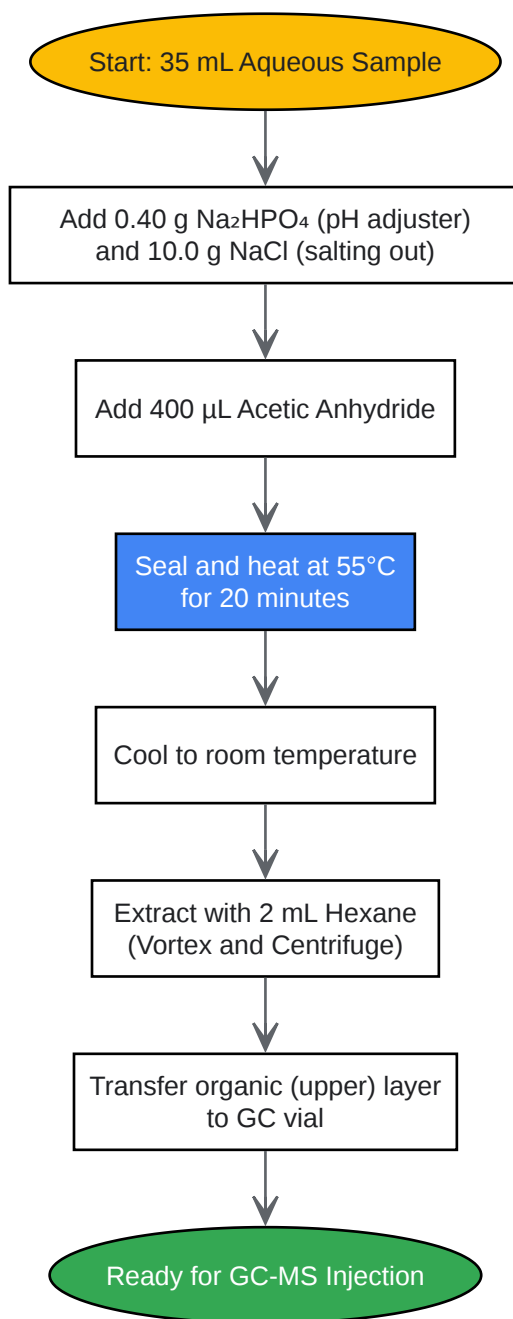 Start: 35 mL Aqueous Sample
Add 0.40 g Na₂HPO₄ (pH adjuster)
and 10.0 g NaCl (salting out)
Add 400 µL Acetic Anhydride
Seal and heat at 55°C
for 20 minutes
Cool to room temperature
Extract with 2 mL Hexane
(Vortex and Centrifuge)
Transfer organic (upper) layer
to GC vial
Ready for GC-MS Injection